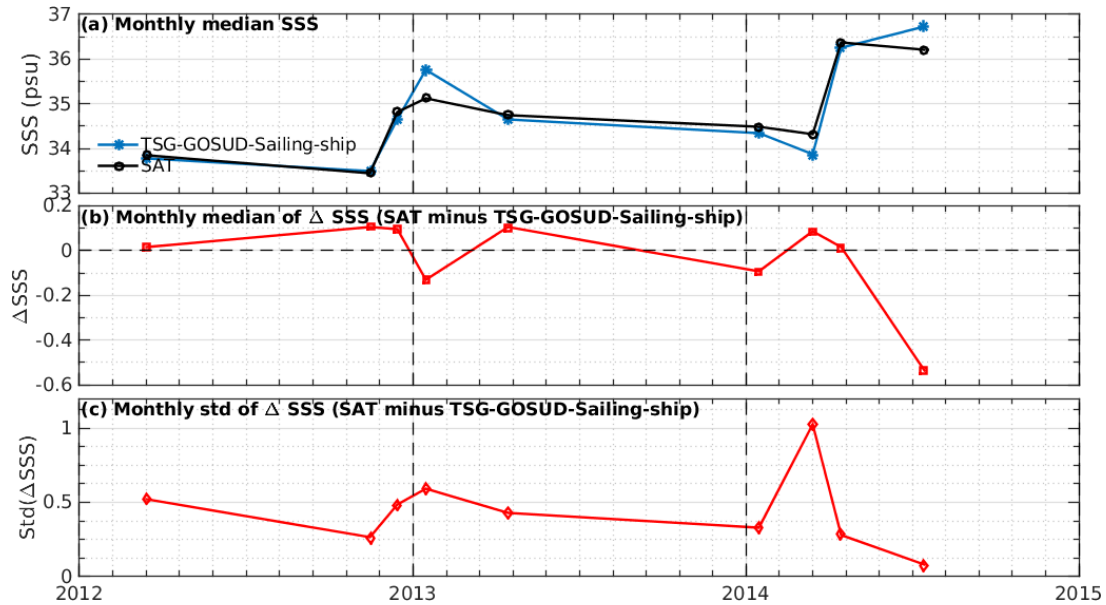 (a) Monthly median SSS
37
36
35
34
33
SSS (psu)
TSG-GOSUD-Sailing-ship
SAT
(b) Monthly median of Δ SSS (SAT minus TSG-GOSUD-Sailing-ship)
0.2
0
-0.2
-0.4
-0.6
ΔSSS
(c) Monthly std of Δ SSS (SAT minus TSG-GOSUD-Sailing-ship)
1
0.5
0
Std(ΔSSS)
2012 2013 2014 2015